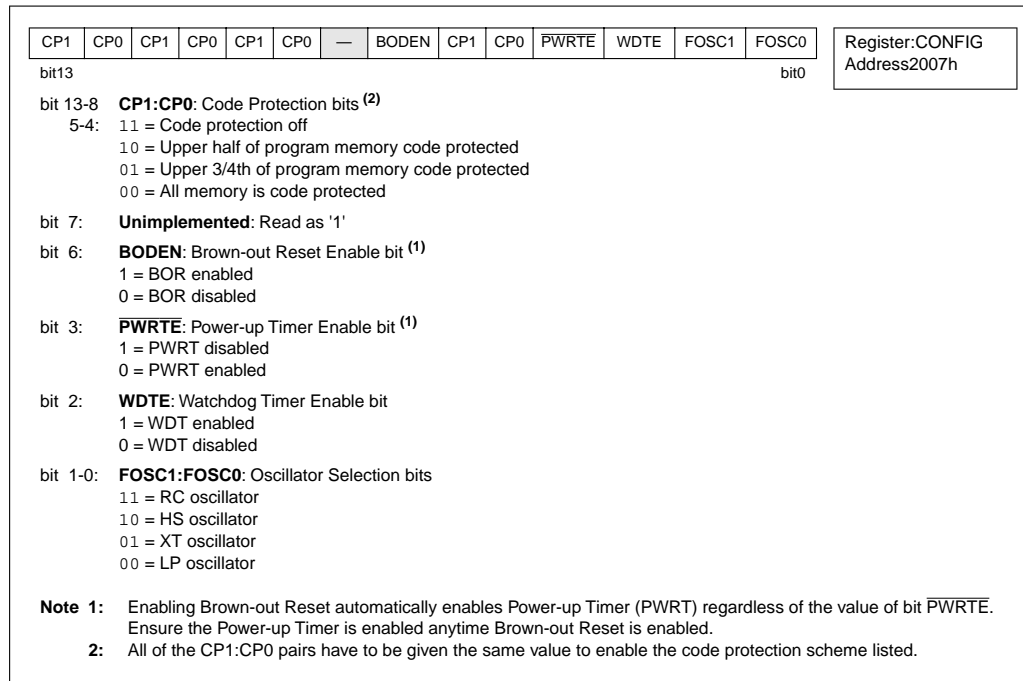 CP1 CP0 CP1 CP0 CP1 CP0 — BODEN CP1 CP0 PWRTE WDTE FOSC1 FOSC0
bit13 bit0
Register:CONFIG
Address2007h
bit 13-8 CP1:CP0: Code Protection bits (2)
5-4: 11 = Code protection off
10 = Upper half of program memory code protected
01 = Upper 3/4th of program memory code protected
00 = All memory is code protected
bit 7: Unimplemented: Read as '1'
bit 6: BODEN: Brown-out Reset Enable bit (1)
1 = BOR enabled
0 = BOR disabled
bit 3: PWRTE: Power-up Timer Enable bit (1)
1 = PWRT disabled
0 = PWRT enabled
bit 2: WDTE: Watchdog Timer Enable bit
1 = WDT enabled
0 = WDT disabled
bit 1-0: FOSC1:FOSC0: Oscillator Selection bits
11 = RC oscillator
10 = HS oscillator
01 = XT oscillator
00 = LP oscillator
Note 1: Enabling Brown-out Reset automatically enables Power-up Timer (PWRT) regardless of the value of bit PWRTE.
Ensure the Power-up Timer is enabled anytime Brown-out Reset is enabled.
2: All of the CP1:CP0 pairs have to be given the same value to enable the code protection scheme listed.